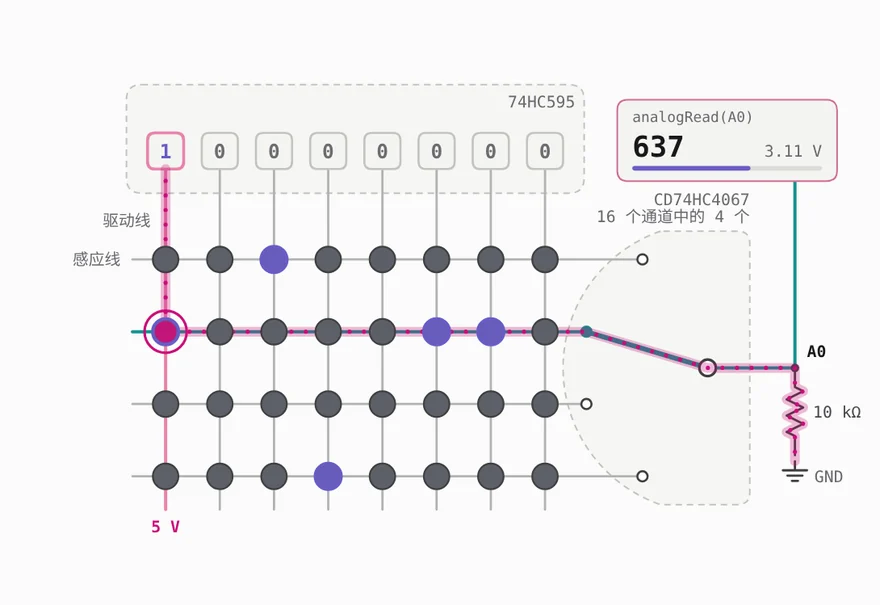 74HC595
1 0 0 0 0 0 0 0
analogRead(A0)
637 3.11 V
CD74HC4067
16 个通道中的 4 个
驱动线
感应线
A0
10 kΩ
GND
5 V